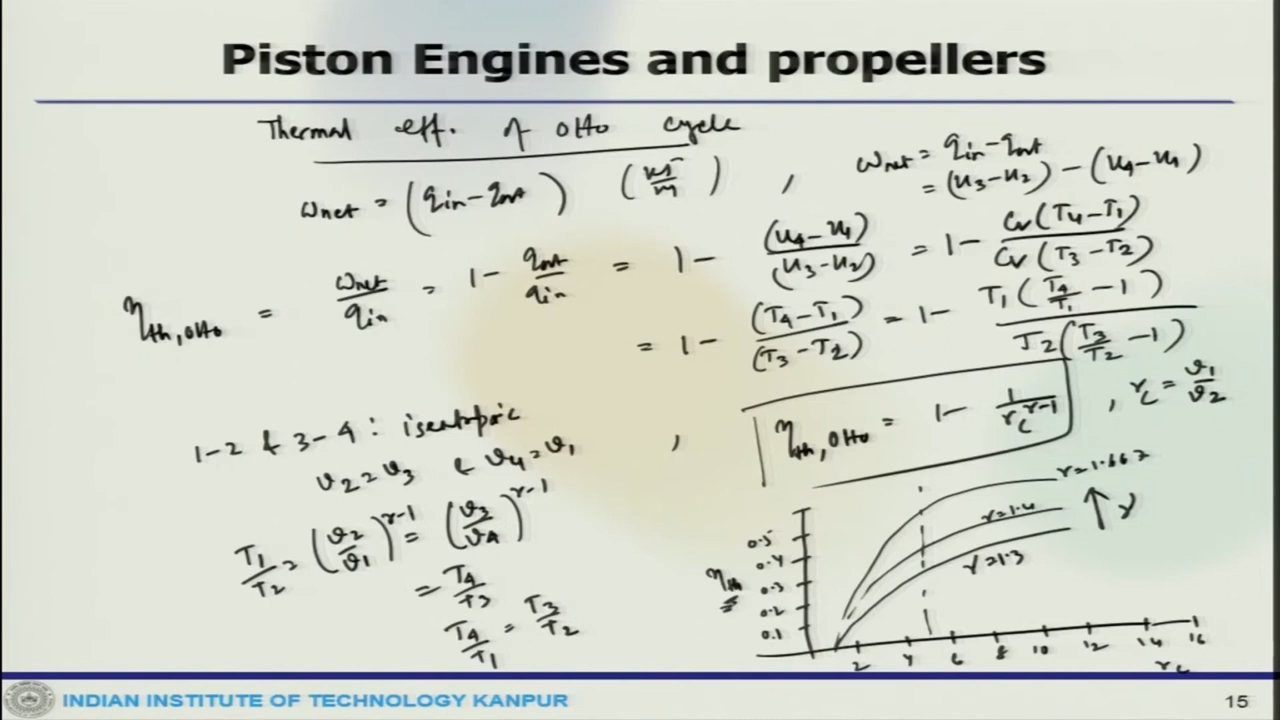 Piston Engines and propellers
Thermal eff. of Otto cycle
wnet = (qin - qout) (kJ/m) , wnet = qin - qout
= (u3 - u2) - (u4 - u1)
ηth,Otto = wnet/qin = 1 - qout/qin = 1 - (u4 - u1)/(u3 - u2) = 1 - Cv(T4 - T1)/Cv(T3 - T2)
= 1 - (T4 - T1)/(T3 - T2) = 1 - T1(T4/T1 - 1)/T2(T3/T2 - 1)
1-2 & 3-4 : isentropic , ηth,Otto = 1 - 1/rc^(γ-1) , rc = v1/v2
v2 = v3 & v4 = v1
T1/T2 = (v2/v1)^(γ-1) = (v3/v4)^(γ-1)
= T4/T3
T4/T1 = T3/T2
γ=1.667
γ=1.4
γ=1.3
↑ γ
ηth
0.5
0.4
0.3
0.2
0.1
2 4 6 8 10 12 14 16
rc
INDIAN INSTITUTE OF TECHNOLOGY KANPUR
15